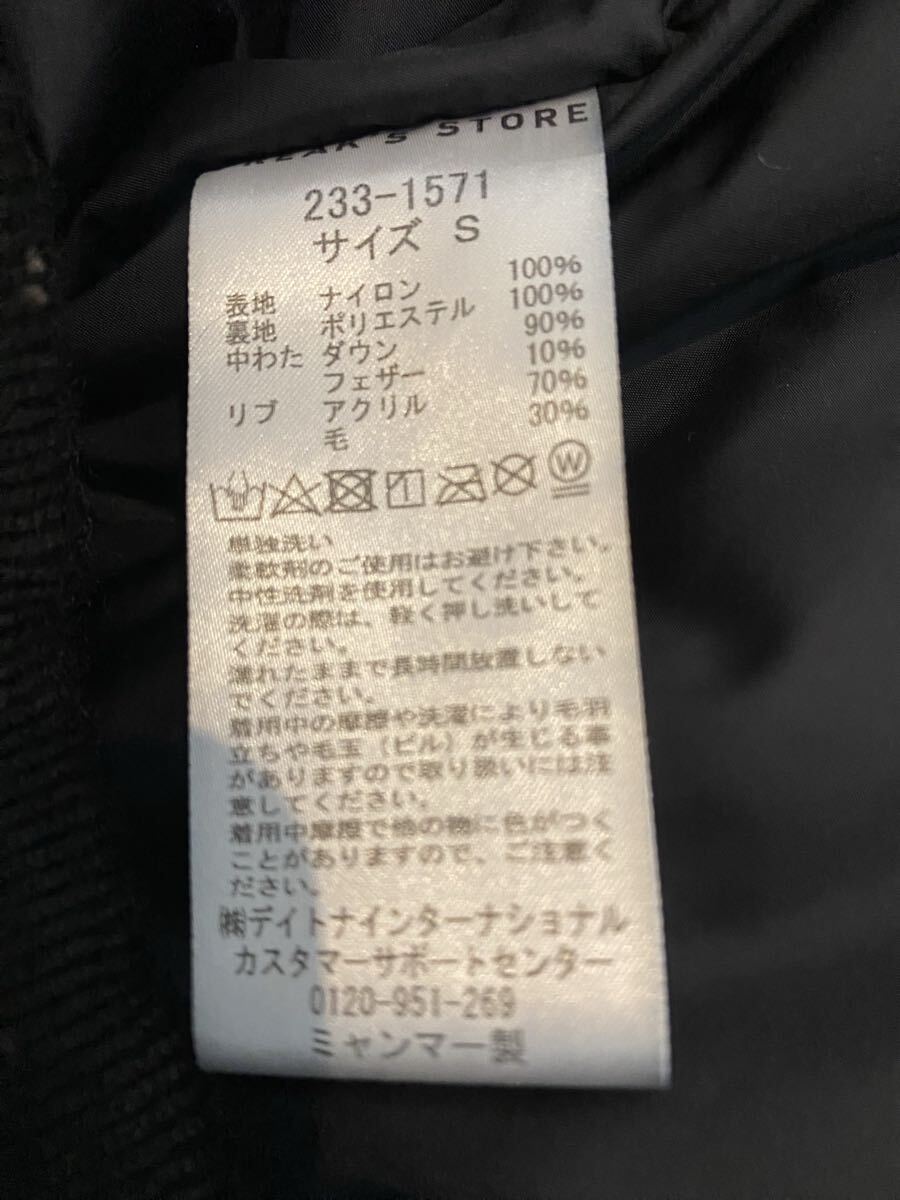 STORE
233-1571
サイズ S
表地 ナイロン 100%
裏地 ポリエステル 100%
中わた ダウン 90%
フェザー 10%
リブ アクリル 70%
毛 30%
W
単独洗い
柔軟剤のご使用はお避け下さい。
中性洗剤を使用してください。
洗濯の際は、軽く押し洗いして
ください。
濡れたままで長時間放置しない
でください。
着用中の摩擦や洗濯により毛羽
立ちや毛玉（ピル）が生じる事
がありますので取り扱いには注
意してください。
着用中摩擦で他の物に色がつく
ことがありますので、ご注意く
ださい。
㈱デイトナインターナショナル
カスタマーサポートセンター
0120-951-269
ミャンマー製